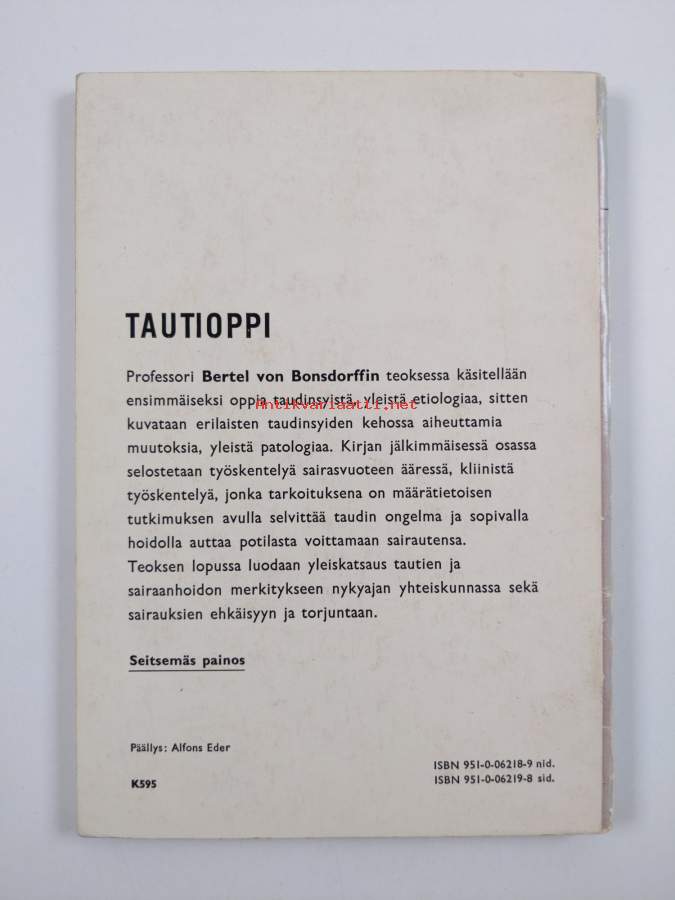 TAUTIOPPI
Professori Bertel von Bonsdorffin teoksessa käsitellään
ensimmäiseksi oppia taudinsyistä, yleistä etiologiaa, sitten
Antikvariaatti.net
kuvataan erilaisten taudinsyiden kehossa aiheuttamia
muutoksia, yleistä patologiaa. Kirjan jälkimmäisessä osassa
selostetaan työskentelyä sairasvuoteen ääressä, kliinistä
työskentelyä, jonka tarkoituksena on määrätietoisen
tutkimuksen avulla selvittää taudin ongelma ja sopivalla
hoidolla auttaa potilasta voittamaan sairautensa.
Teoksen lopussa luodaan yleiskatsaus tautien ja
sairaanhoidon merkitykseen nykyajan yhteiskunnassa sekä
sairauksien ehkäisyyn ja torjuntaan.
Seitsemäs painos
Päällys: Alfons Eder
K595
ISBN 951-0-06218-9 nid.
ISBN 951-0-06219-8 sid.